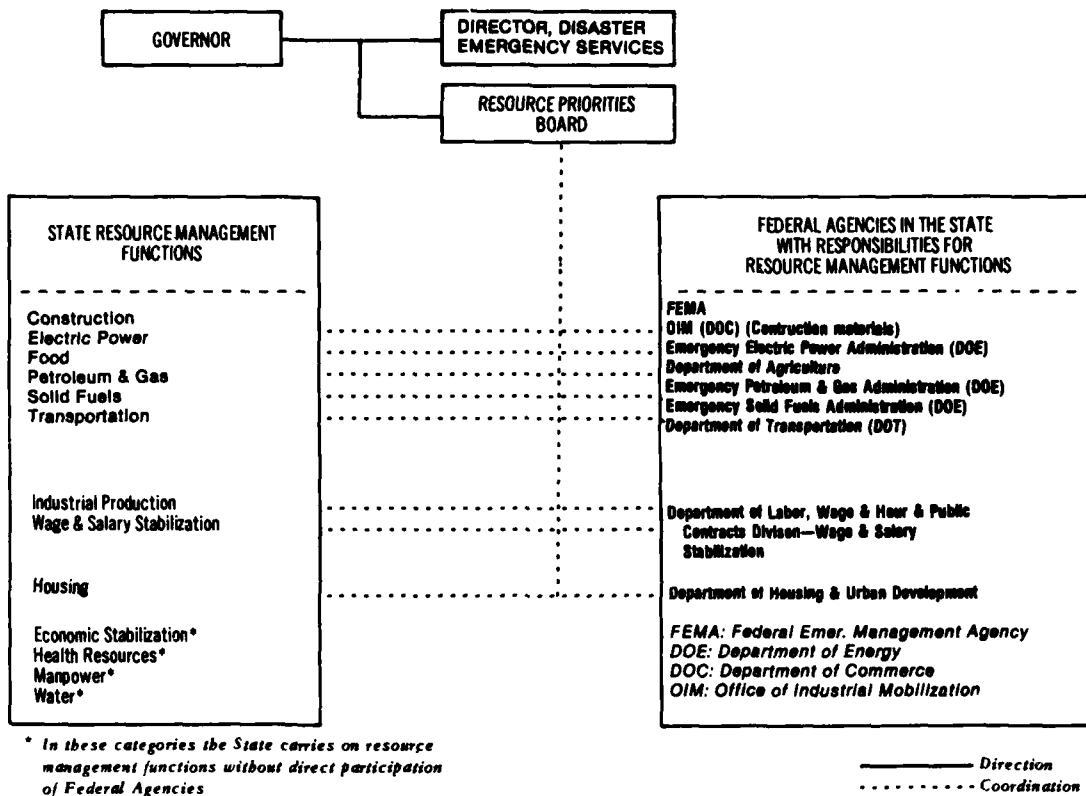 GOVERNOR
DIRECTOR, DISASTER
EMERGENCY SERVICES
RESOURCE PRIORITIES
BOARD
STATE RESOURCE MANAGEMENT
FUNCTIONS
Construction
Electric Power
Food
Petroleum & Gas
Solid Fuels
Transportation
Industrial Production
Wage & Salary Stabilization
Housing
Economic Stabilization*
Health Resources*
Manpower*
Water*
FEDERAL AGENCIES IN THE STATE
WITH RESPONSIBILITIES FOR
RESOURCE MANAGEMENT FUNCTIONS
FEMA
OIM (DOC) (Contruction materials)
Emergency Electric Power Administration (DOE)
Department of Agriculture
Emergency Petroleum & Gas Administration (DOE)
Emergency Solid Fuels Administration (DOE)
Department of Transportation (DOT)
Department of Labor, Wage & Hour & Public
Contracts Divison—Wage & Salary
Stabilization
Department of Housing & Urban Development
FEMA: Federal Emer. Management Agency
DOE: Department of Energy
DOC: Department of Commerce
OIM: Office of Industrial Mobilization
* In these categories the State carries on resource
management functions without direct participation
of Federal Agencies
Direction
Coordination